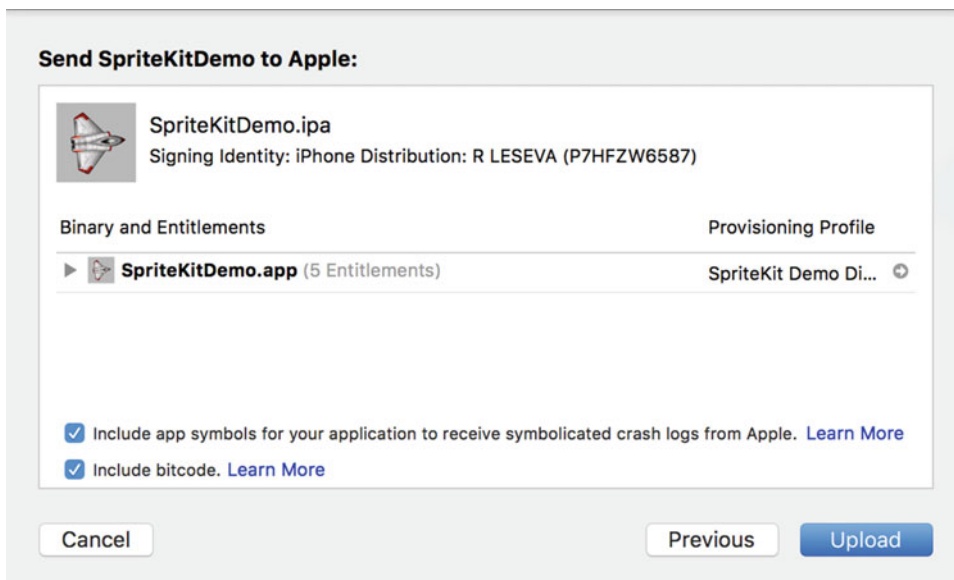 Send SpriteKitDemo to Apple:
SpriteKitDemo.ipa
Signing Identity: iPhone Distribution: R LESEVA (P7HFZW6587)
Binary and Entitlements Provisioning Profile
SpriteKitDemo.app (5 Entitlements) SpriteKit Demo Di...
Include app symbols for your application to receive symbolicated crash logs from Apple. Learn More
Include bitcode. Learn More
Cancel Previous Upload